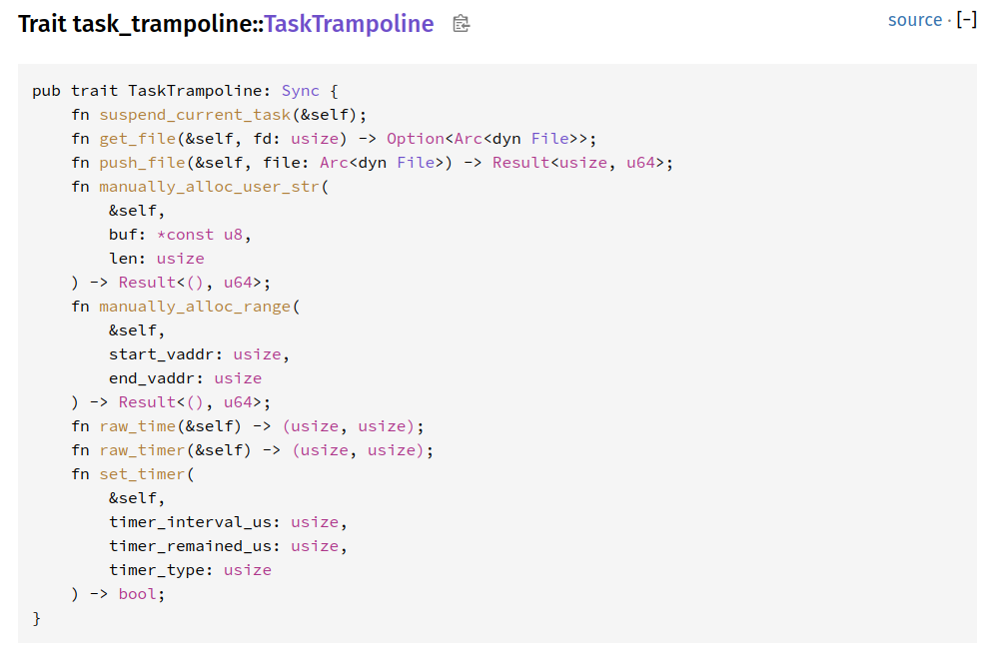 Trait task_trampoline::TaskTrampoline
source · [−]
pub trait TaskTrampoline: Sync {
    fn suspend_current_task(&self);
    fn get_file(&self, fd: usize) -> Option<Arc<dyn File>>;
    fn push_file(&self, file: Arc<dyn File>) -> Result<usize, u64>;
    fn manually_alloc_user_str(
        &self,
        buf: *const u8,
        len: usize
    ) -> Result<(), u64>;
    fn manually_alloc_range(
        &self,
        start_vaddr: usize,
        end_vaddr: usize
    ) -> Result<(), u64>;
    fn raw_time(&self) -> (usize, usize);
    fn raw_timer(&self) -> (usize, usize);
    fn set_timer(
        &self,
        timer_interval_us: usize,
        timer_remained_us: usize,
        timer_type: usize
    ) -> bool;
}